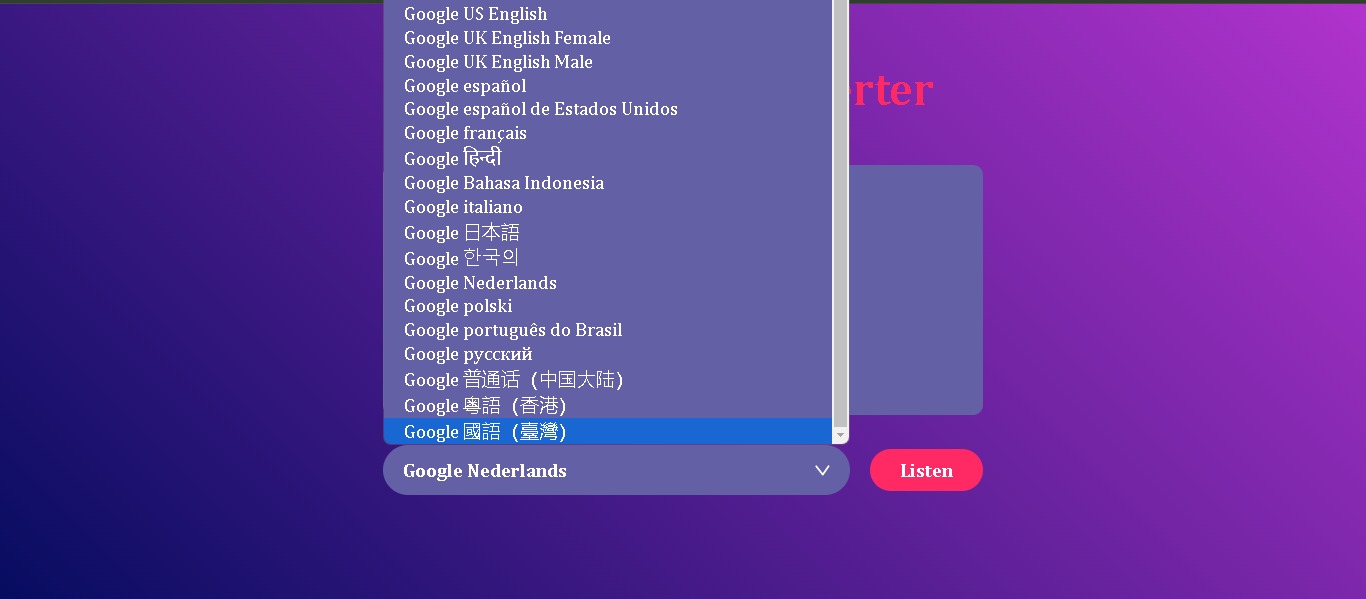 Google US English
Google UK English Female
Google UK English Male
Google español
Google español de Estados Unidos
Google français
Google हिन्दी
Google Bahasa Indonesia
Google italiano
Google 日本語
Google 한국의
Google Nederlands
Google polski
Google português do Brasil
Google русский
Google 普通话（中国大陆）
Google 粤語（香港）
Google 國語（臺灣）
Google Nederlands
Listen